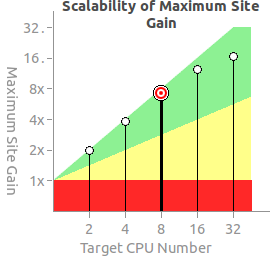 Scalability of Maximum Site
Gain
Maximum Site Gain
32.
16.
8x
4x
2x
1x
2 4 8 16 32
Target CPU Number